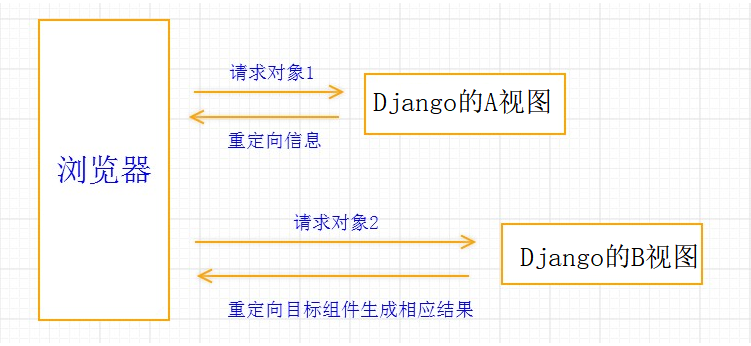 请求对象1
Django的A视图
重定向信息
浏览器
请求对象2
Django的B视图
重定向目标组件生成相应结果